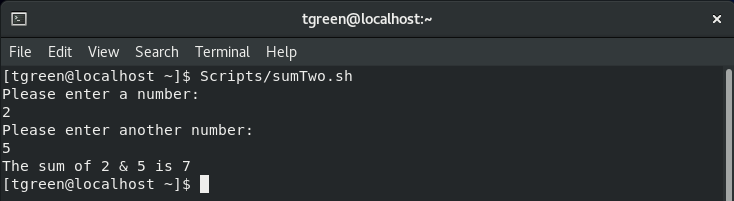 tgreen@localhost:~
File Edit View Search Terminal Help
[tgreen@localhost ~]$ Scripts/sumTwo.sh
Please enter a number:
2
Please enter another number:
5
The sum of 2 & 5 is 7
[tgreen@localhost ~]$